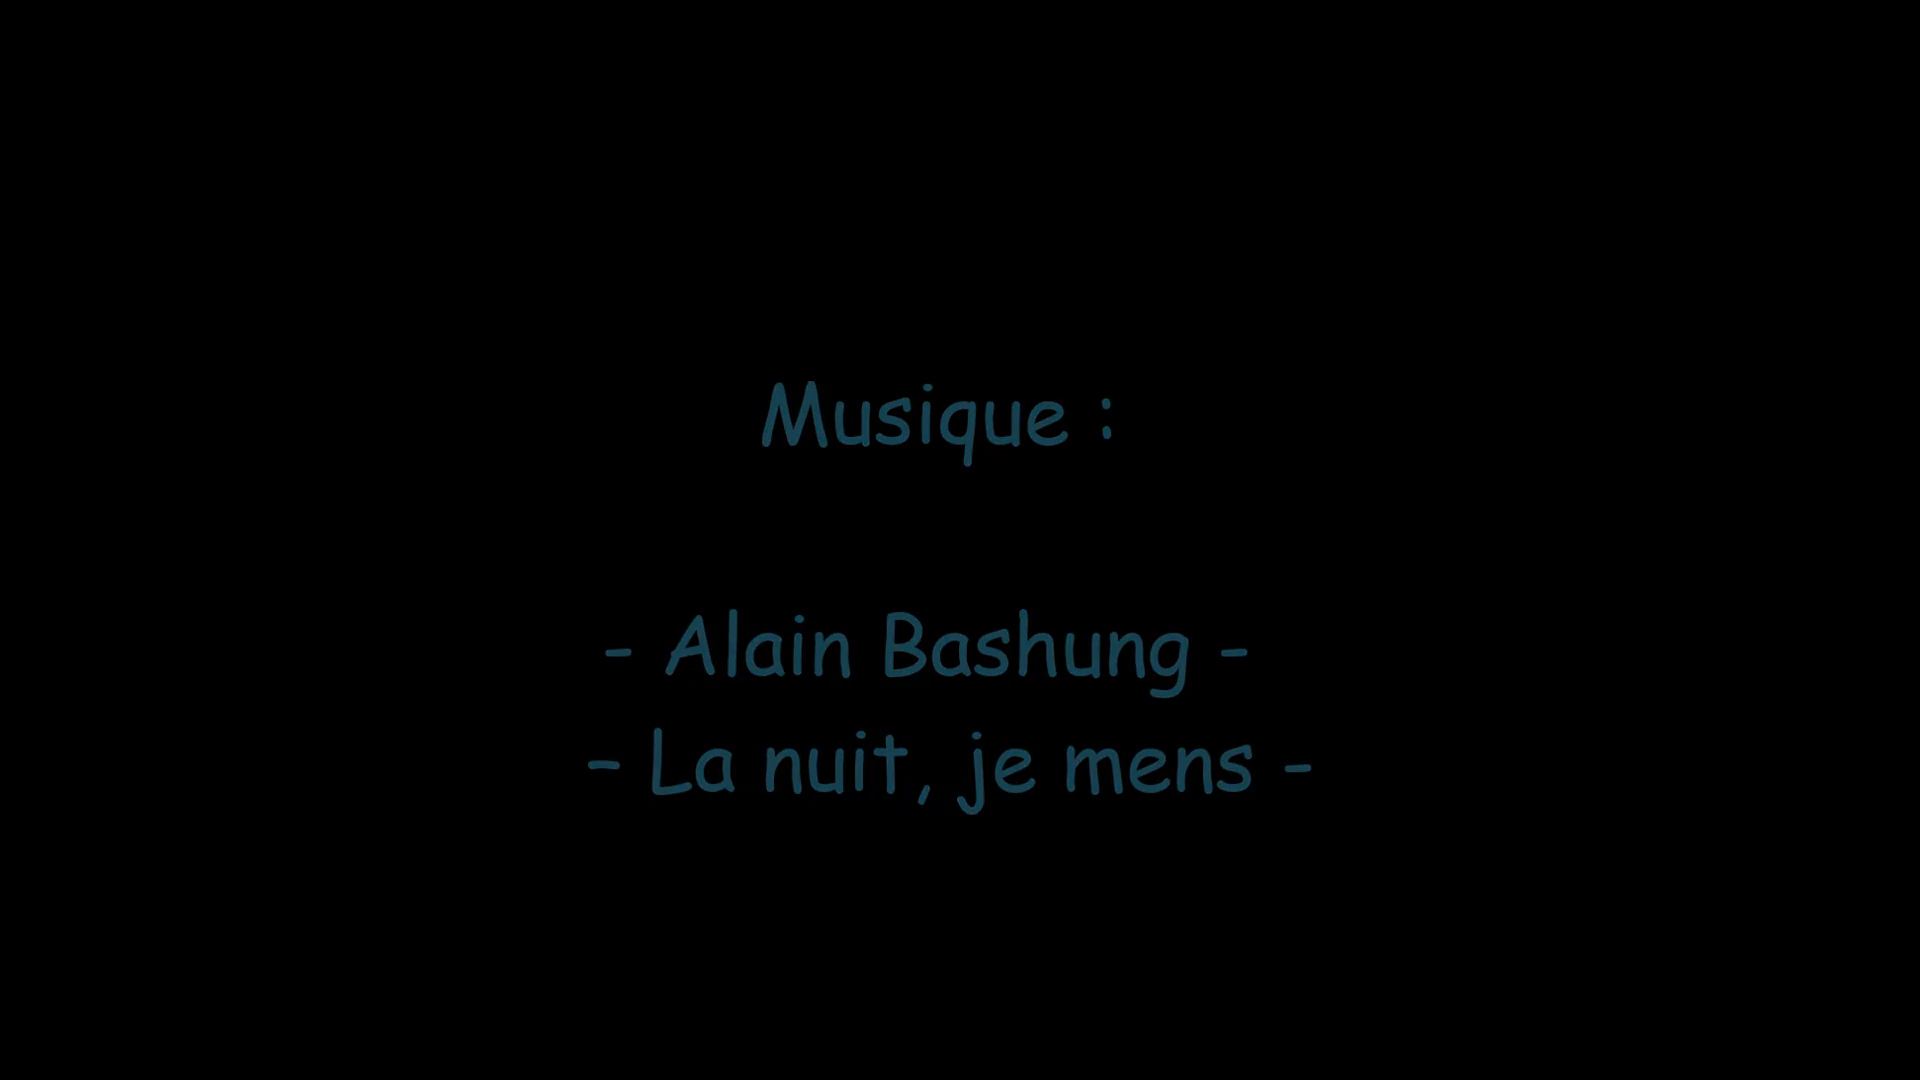 Musique :
- Alain Bashung -
- La nuit, je mens -